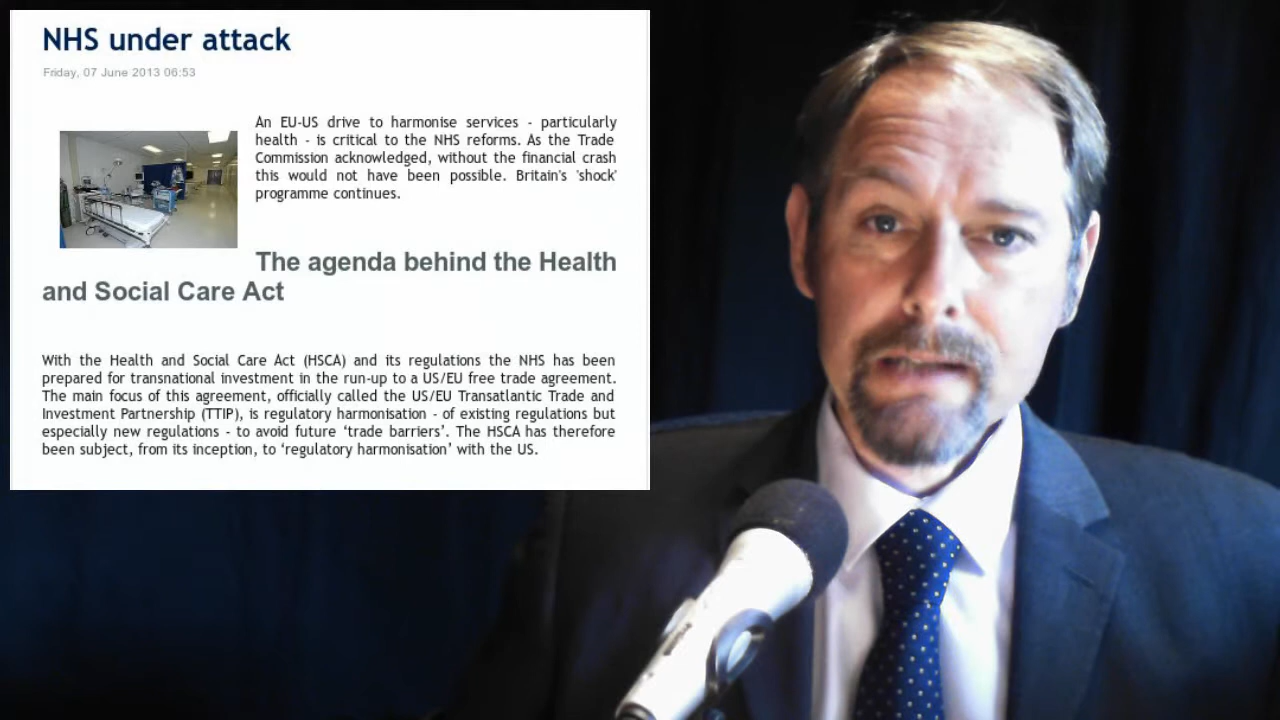 NHS under attack
Friday, 07 June 2013 06:53
An EU-US drive to harmonise services - particularly
health - is critical to the NHS reforms. As the Trade
Commission acknowledged, without the financial crash
this would not have been possible. Britain's 'shock'
programme continues.
The agenda behind the Health
and Social Care Act
With the Health and Social Care Act (HSCA) and its regulations the NHS has been
prepared for transnational investment in the run-up to a US/EU free trade agreement.
The main focus of this agreement, officially called the US/EU Transatlantic Trade and
Investment Partnership (TTIP), is regulatory harmonisation - of existing regulations but
especially new regulations - to avoid future ‘trade barriers’. The HSCA has therefore
been subject, from its inception, to ‘regulatory harmonisation’ with the US.